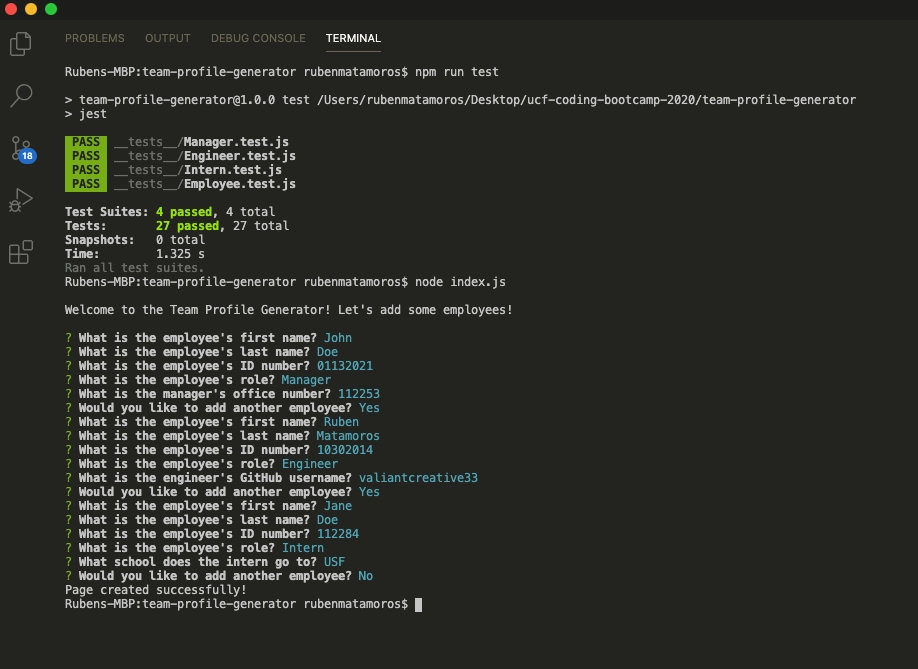 PROBLEMS OUTPUT DEBUG CONSOLE TERMINAL
Rubens-MBP:team-profile-generator rubenmatamoros$ npm run test
> team-profile-generator@1.0.0 test /Users/rubenmatamoros/Desktop/ucf-coding-bootcamp-2020/team-profile-generator
> jest
PASS __tests__/Manager.test.js
PASS __tests__/Engineer.test.js
PASS __tests__/Intern.test.js
PASS __tests__/Employee.test.js
18
Test Suites: 4 passed, 4 total
Tests: 27 passed, 27 total
Snapshots: 0 total
Time: 1.325 s
Ran all test suites.
Rubens-MBP:team-profile-generator rubenmatamoros$ node index.js
Welcome to the Team Profile Generator! Let's add some employees!
? What is the employee's first name? John
? What is the employee's last name? Doe
? What is the employee's ID number? 01132021
? What is the employee's role? Manager
? What is the manager's office number? 112253
? Would you like to add another employee? Yes
? What is the employee's first name? Ruben
? What is the employee's last name? Matamoros
? What is the employee's ID number? 10302014
? What is the employee's role? Engineer
? What is the engineer's GitHub username? valiantcreative33
? Would you like to add another employee? Yes
? What is the employee's first name? Jane
? What is the employee's last name? Doe
? What is the employee's ID number? 112284
? What is the employee's role? Intern
? What school does the intern go to? USF
? Would you like to add another employee? No
Page created successfully!
Rubens-MBP:team-profile-generator rubenmatamoros$